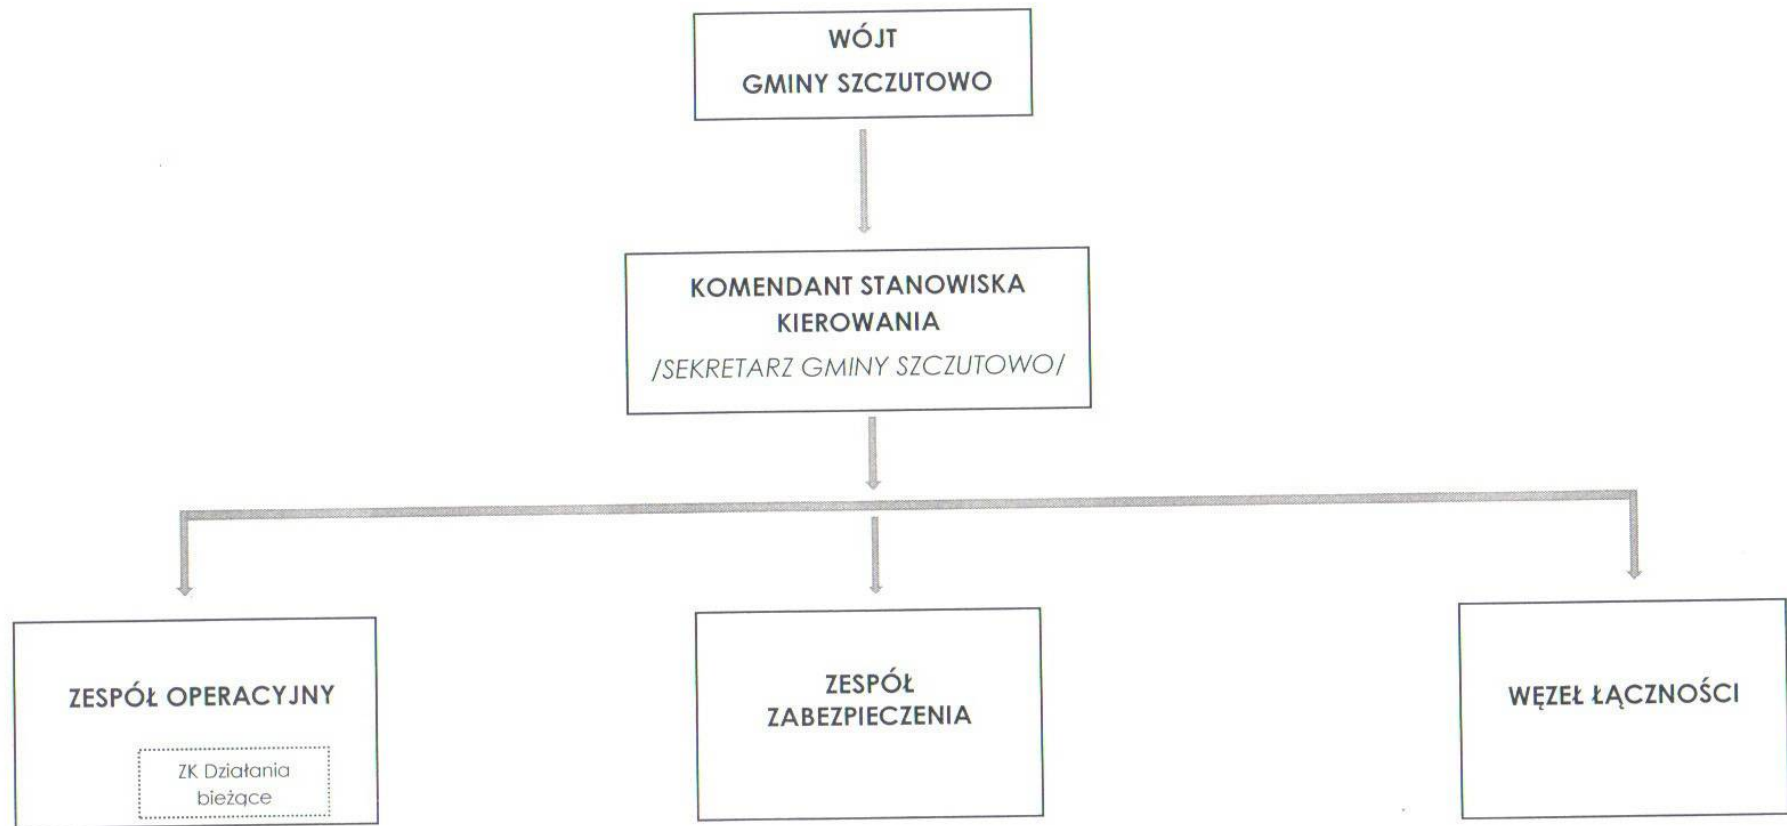 WÓJT
GMINY SZCZUTOWO
KOMENDANT STANOWISKA
KIEROWANIA
/SEKRETARZ GMINY SZCZUTOWO/
ZESPÓŁ OPERACYJNY
ZK Działania
bieżące
ZESPÓŁ
ZABEZPIECZENIA
WĘZEŁ ŁĄCZNOŚCI